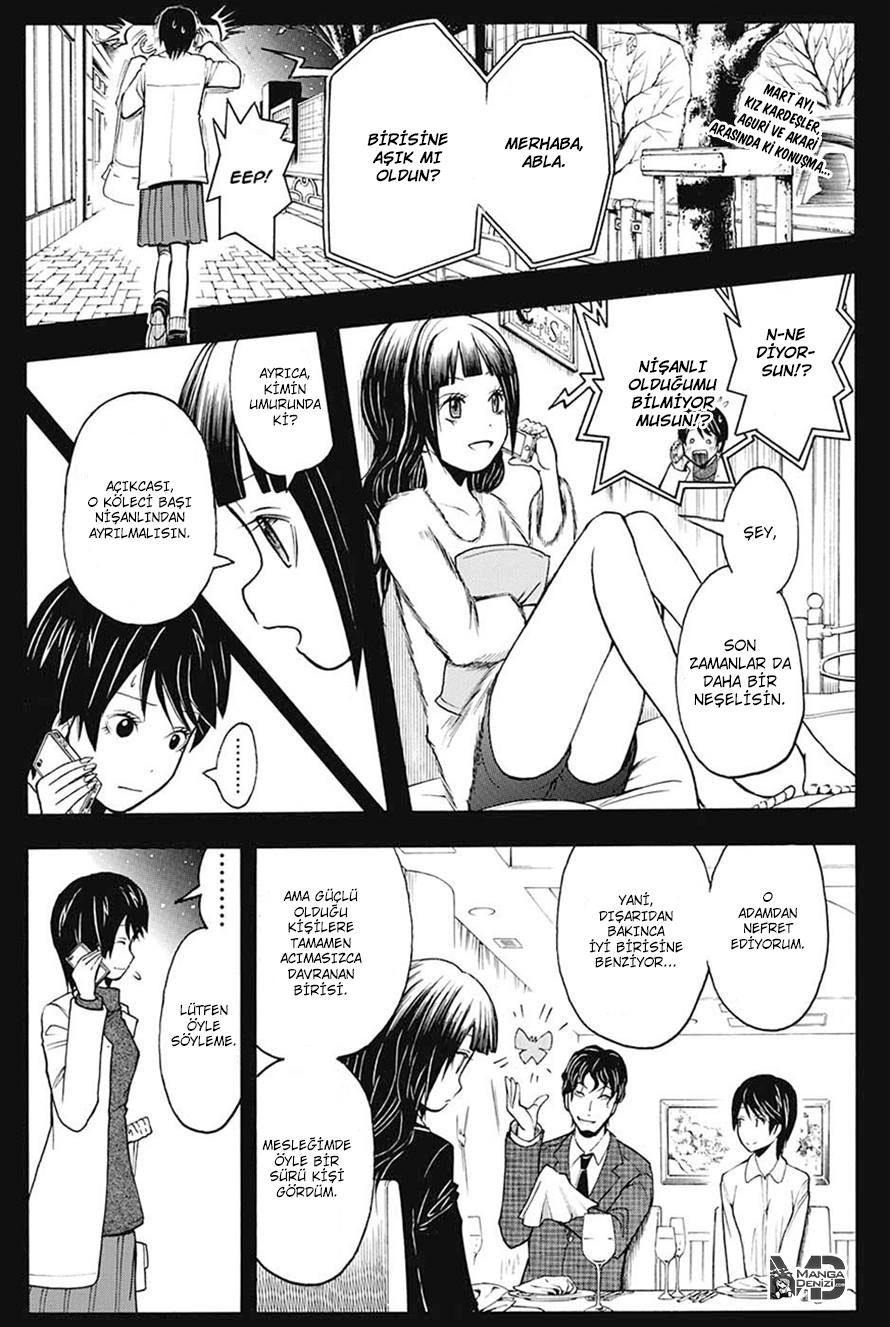 MART AYI,
KIZ KARDEŞLER,
AGURİ VE AKARİ
ARASINDA Kİ KONUŞMA...
MERHABA,
ABLA.
BİRİSİNE
AŞIK MI
OLDUN?
EEP!
N-NE
DİYOR-
SUN!?
NİŞANLI
OLDUĞUMU
BİLMİYOR
MUSUN!?
ŞEY,
SON
ZAMANLAR DA
DAHA BİR
NEŞELİSİN.
AYRICA,
KİMİN
UMURUNDA
Kİ?
AÇIKCASI,
O KÖLECİ BAŞI
NİŞANLINDAN
AYRILMALISIN.
........
O
ADAMDAN
NEFRET
EDİYORUM.
YANİ,
DIŞARIDAN
BAKINCA
İYİ BİRİSİNE
BENZİYOR...
AMA GÜÇLÜ
OLDUĞU
KİŞİLERE
TAMAMEN
ACIMASIZCA
DAVRANAN
BİRİSİ.
MESLEĞİMDE
ÖYLE BİR
SÜRÜ KİŞİ
GÖRDÜM.
........
LÜTFEN
ÖYLE
SÖYLEME.
MD
MANGA
DENİZİ